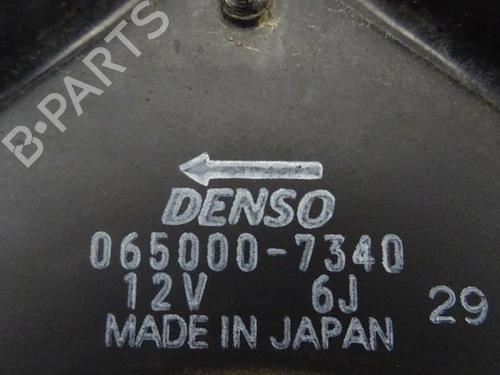 B-PARTS
DENSO
065000-7340
12V 6J 29
MADE IN JAPAN